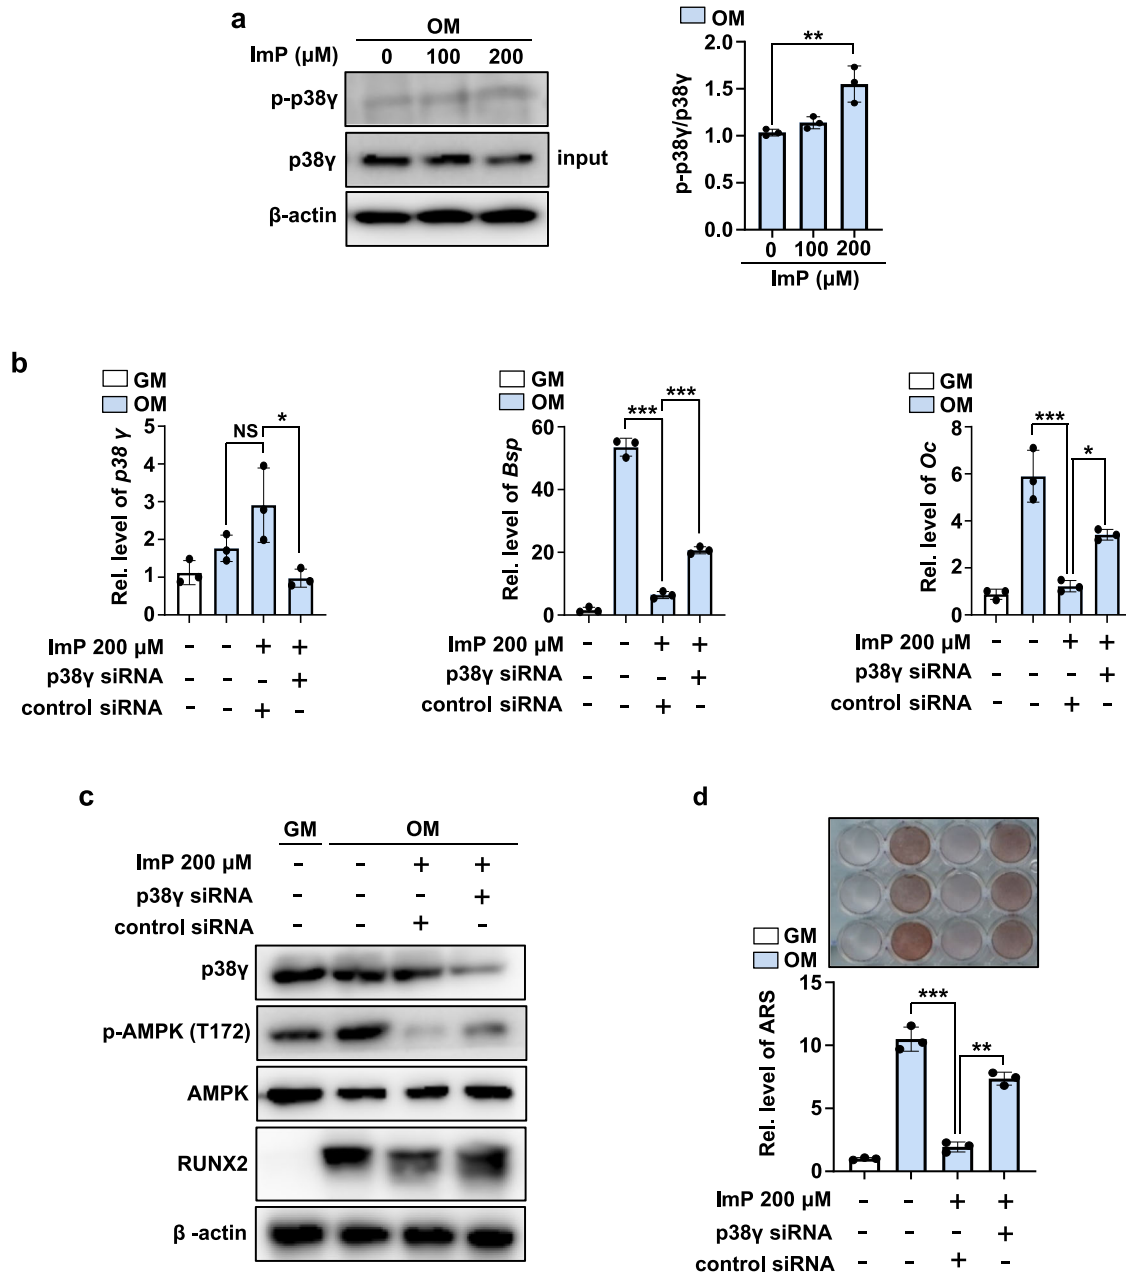 a
OM
ImP (μM)
0 100 200
p-p38γ
p38γ
input
β-actin
OM
p-p38γ/p38γ
2.0
1.5
1.0
0.5
0.0
**
0 100 200
ImP (μM)
b
GM
OM
Rel. level of p38 γ
5
4
3
2
1
0
NS
*
ImP 200 μM - - + +
p38γ siRNA - - - +
control siRNA - - + -
GM
OM
Rel. level of Bsp
60
40
20
0
***
***
ImP 200 μM - - + +
p38γ siRNA - - - +
control siRNA - - + -
GM
OM
Rel. level of Oc
8
6
4
2
0
***
*
ImP 200 μM - - + +
p38γ siRNA - - - +
control siRNA - - + -
c
GM OM
ImP 200 μM - - + +
p38γ siRNA - - - +
control siRNA - - + -
p38γ
p-AMPK (T172)
AMPK
RUNX2
β -actin
d
GM
OM
Rel. level of ARS
15
10
5
0
***
**
ImP 200 μM - - + +
p38γ siRNA - - - +
control siRNA - - + -